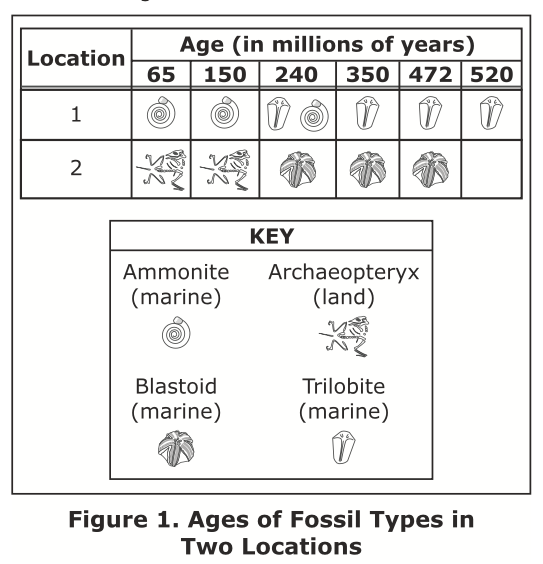 Location
Age (in millions of years)
65 150 240 350 472 520
1
2
KEY
Ammonite
(marine)
Archaeopteryx
(land)
Blastoid
(marine)
Trilobite
(marine)
Figure 1. Ages of Fossil Types in
Two Locations